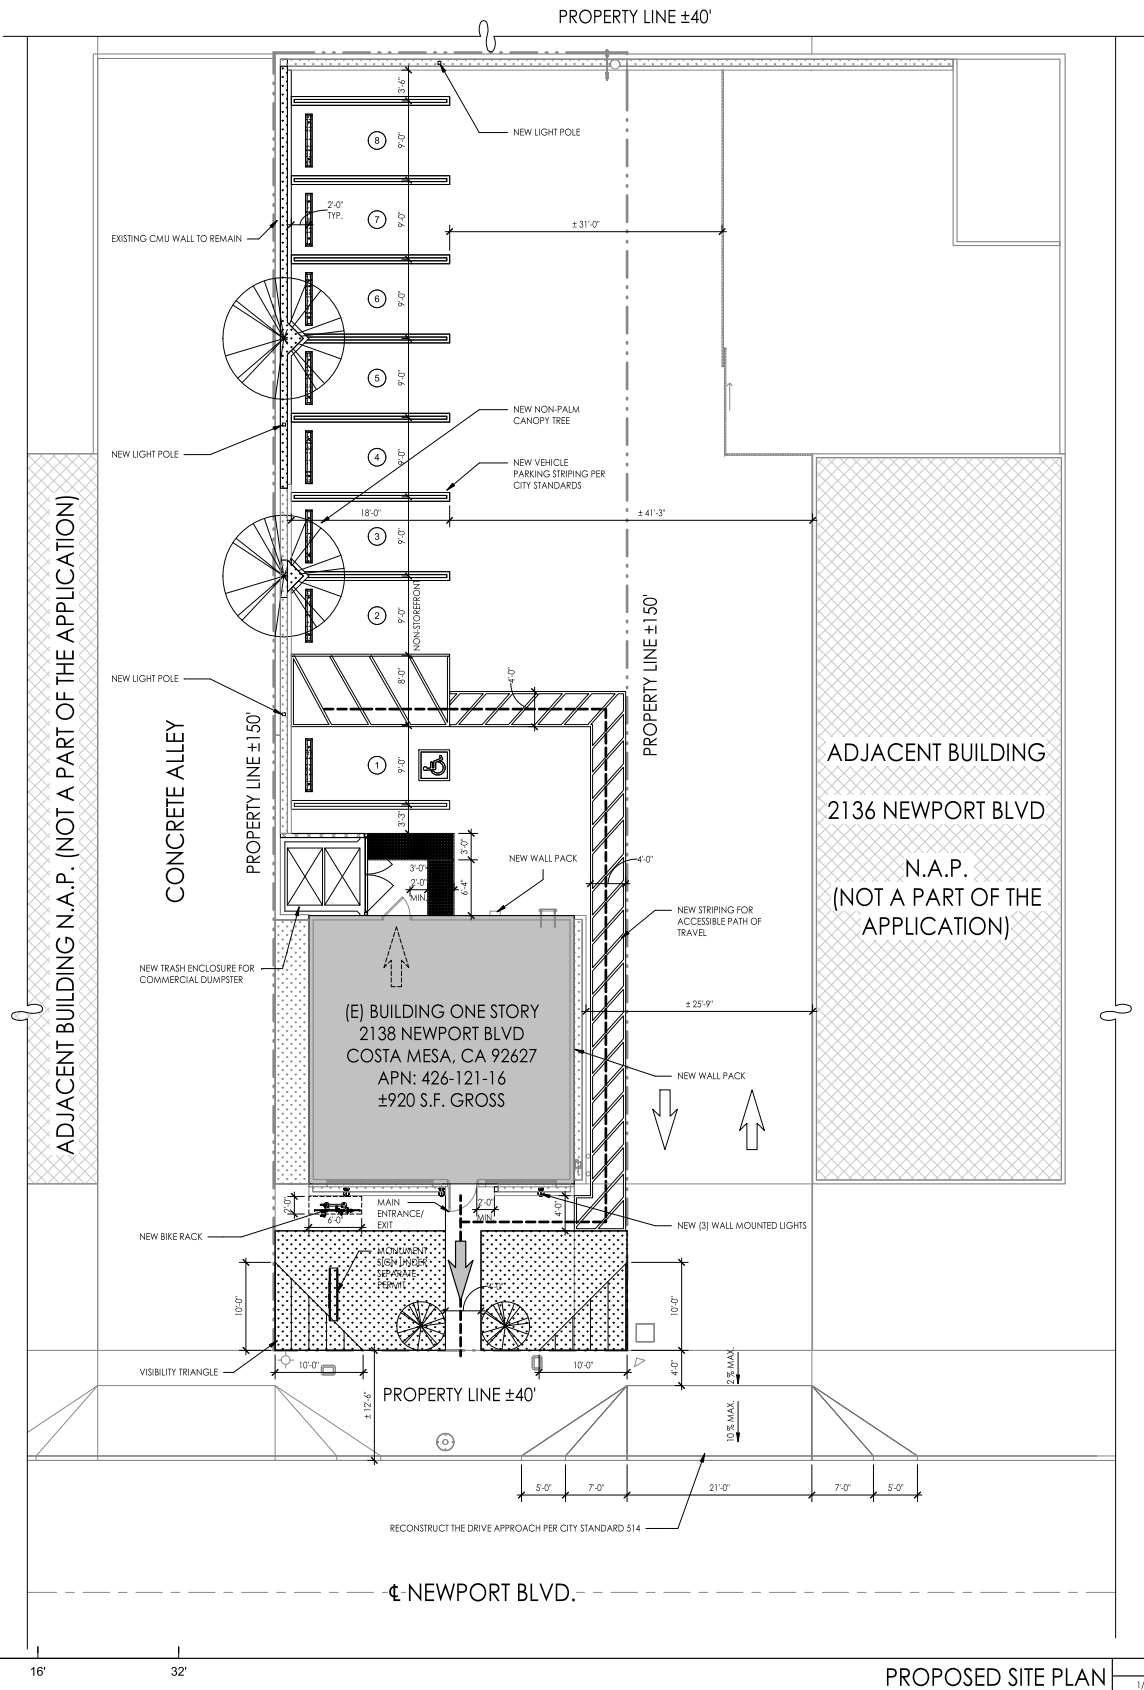 PROPERTY LINE ±40'
3'-6"
NEW LIGHT POLE
8
9'-0"
2'-0"
TYP.
7
9'-0"
± 31'-0"
EXISTING CMU WALL TO REMAIN
6
9'-0"
5
9'-0"
NEW NON-PALM
CANOPY TREE
NEW LIGHT POLE
4
9'-0"
NEW VEHICLE
PARKING STRIPING PER
CITY STANDARDS
18'-0"
± 41'-3"
3
9'-0"
2
9'-0"
NON-STOREFRONT
ADJACENT BUILDING N.A.P. (NOT A PART OF THE APPLICATION)
CONCRETE ALLEY
PROPERTY LINE ±150'
PROPERTY LINE ±150'
NEW LIGHT POLE
8'-0"
4'-0"
1
9'-0"
3'-3"
ADJACENT BUILDING
2136 NEWPORT BLVD
N.A.P.
(NOT A PART OF THE
APPLICATION)
3'-0"
3'-0"
2'-0"
MIN.
6'-4"
NEW WALL PACK
4'-0"
NEW STRIPING FOR
ACCESSIBLE PATH OF
TRAVEL
NEW TRASH ENCLOSURE FOR
COMMERCIAL DUMPSTER
± 25'-9"
(E) BUILDING ONE STORY
2138 NEWPORT BLVD
COSTA MESA, CA 92627
APN: 426-121-16
±920 S.F. GROSS
NEW WALL PACK
2'-0"
6'-0"
MAIN
ENTRANCE/
EXIT
2'-0"
MIN.
4'-0"
NEW (3) WALL MOUNTED LIGHTS
NEW BIKE RACK
MONUMENT
SIGN UNDER
SEPARATE
PERMIT
10'-0"
4'-0"
10'-0"
VISIBILITY TRIANGLE
10'-0"
10'-0"
4'-0"
2 % MAX.
PROPERTY LINE ±40'
± 12'-6"
10 % MAX.
5'-0"
7'-0"
21'-0"
7'-0"
5'-0"
RECONSTRUCT THE DRIVE APPROACH PER CITY STANDARD 514
℄ NEWPORT BLVD.
16'
32'
PROPOSED SITE PLAN
1/